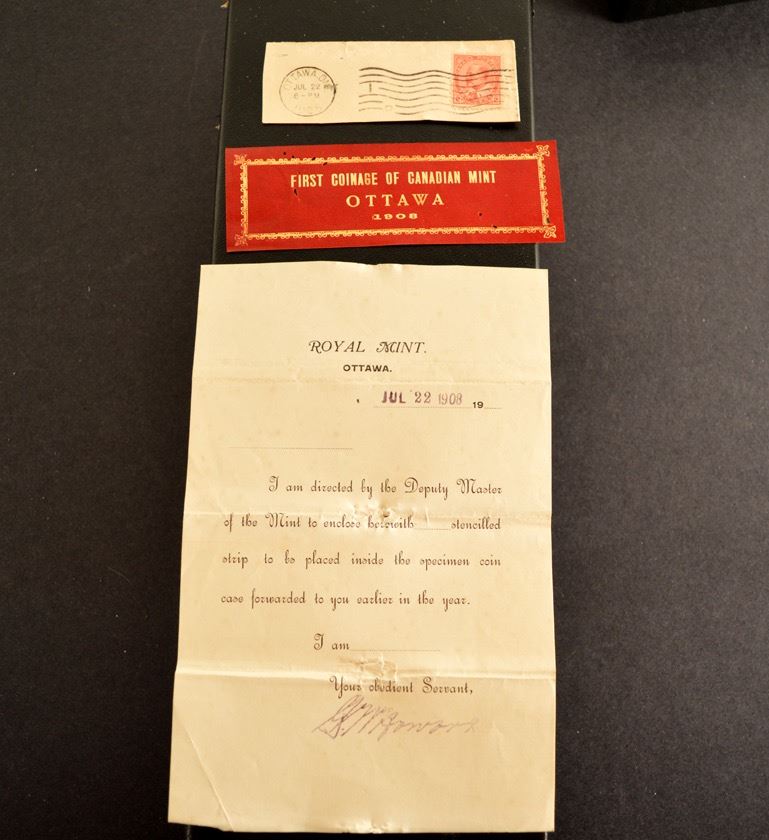 OTTAWA
JUL 22
6-PM
FIRST COINAGE OF CANADIAN MINT
OTTAWA
1908
ROYAL MINT.
OTTAWA.
JUL 22 1908 19
I am directed by the Deputy Master
of the Mint to enclose herewith stencilled
strip to be placed inside the specimen coin
case forwarded to you earlier in the year.
I am
Your obedient Servant,